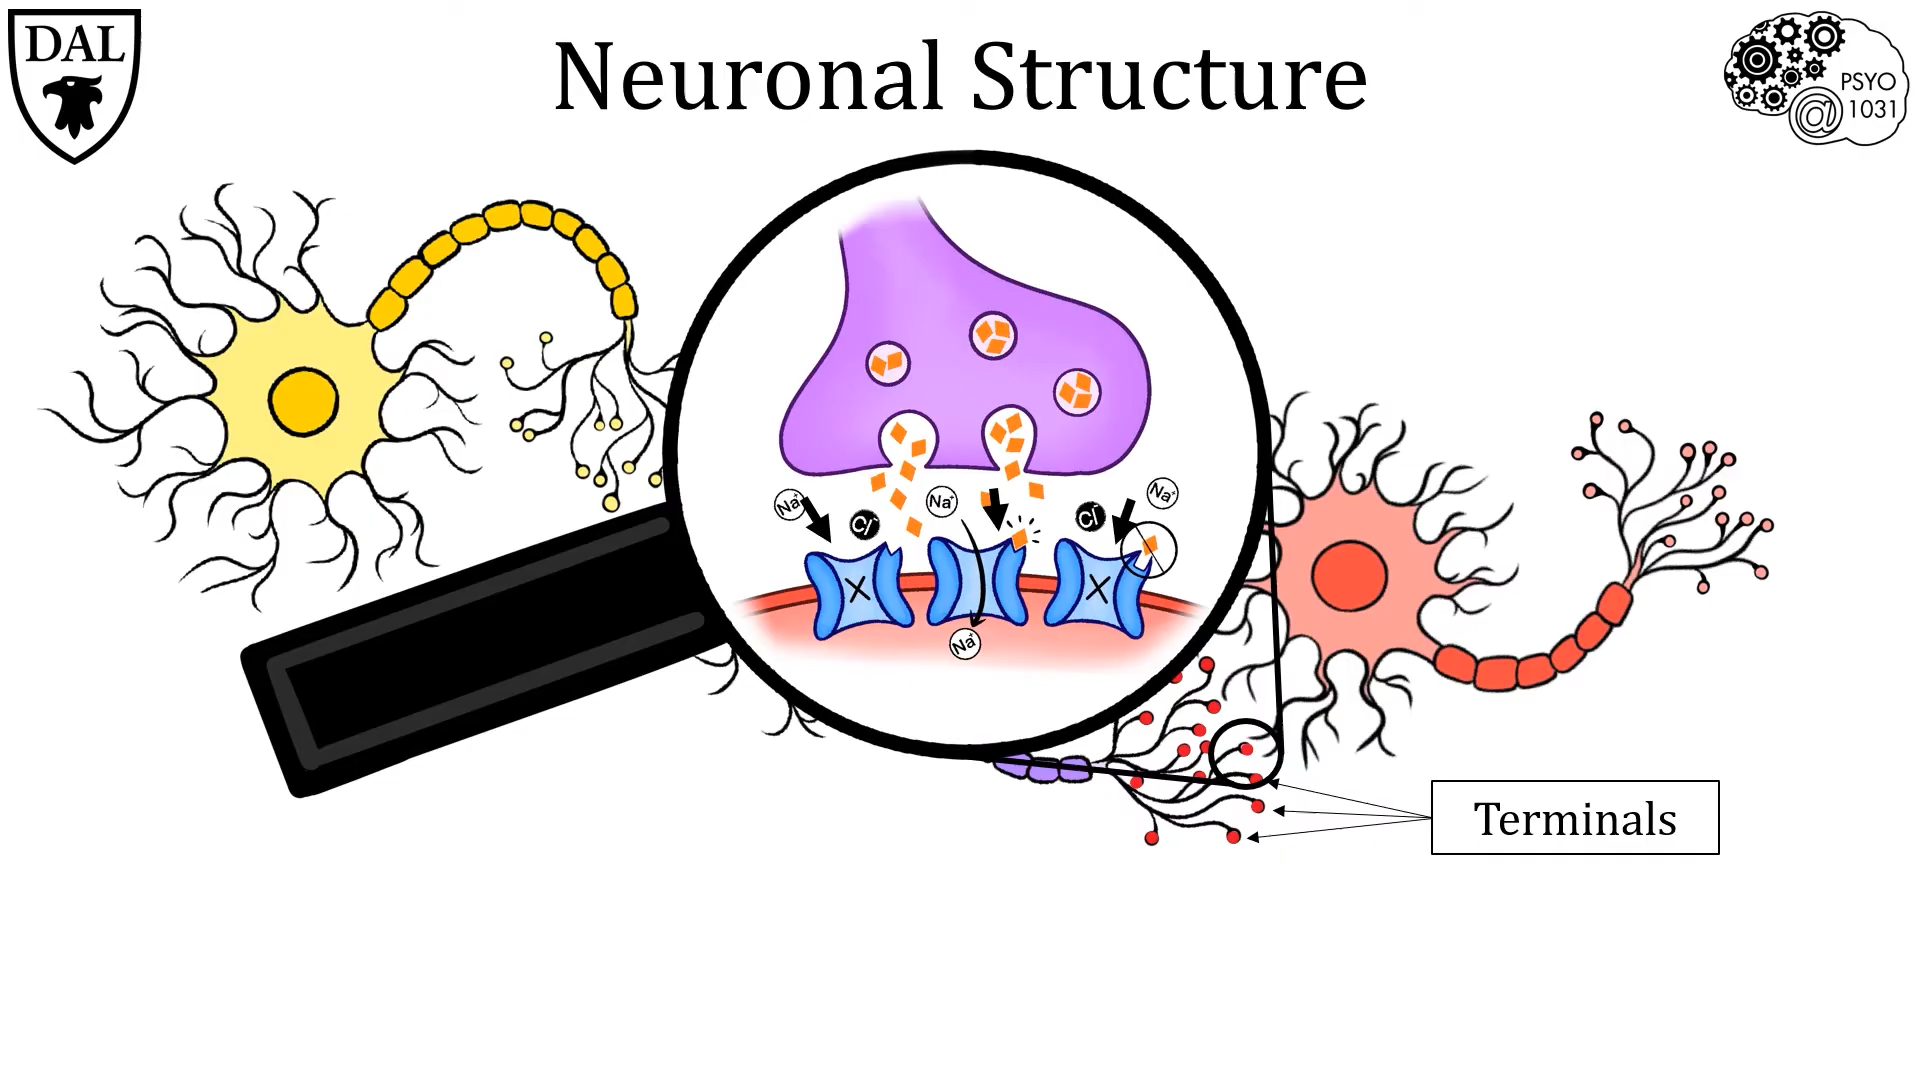 DAL
Neuronal Structure
PSYO
@ 1031
Na⁺
Cl⁻
Na⁺
Cl⁻
Na⁺
X
X
Na⁺
Terminals